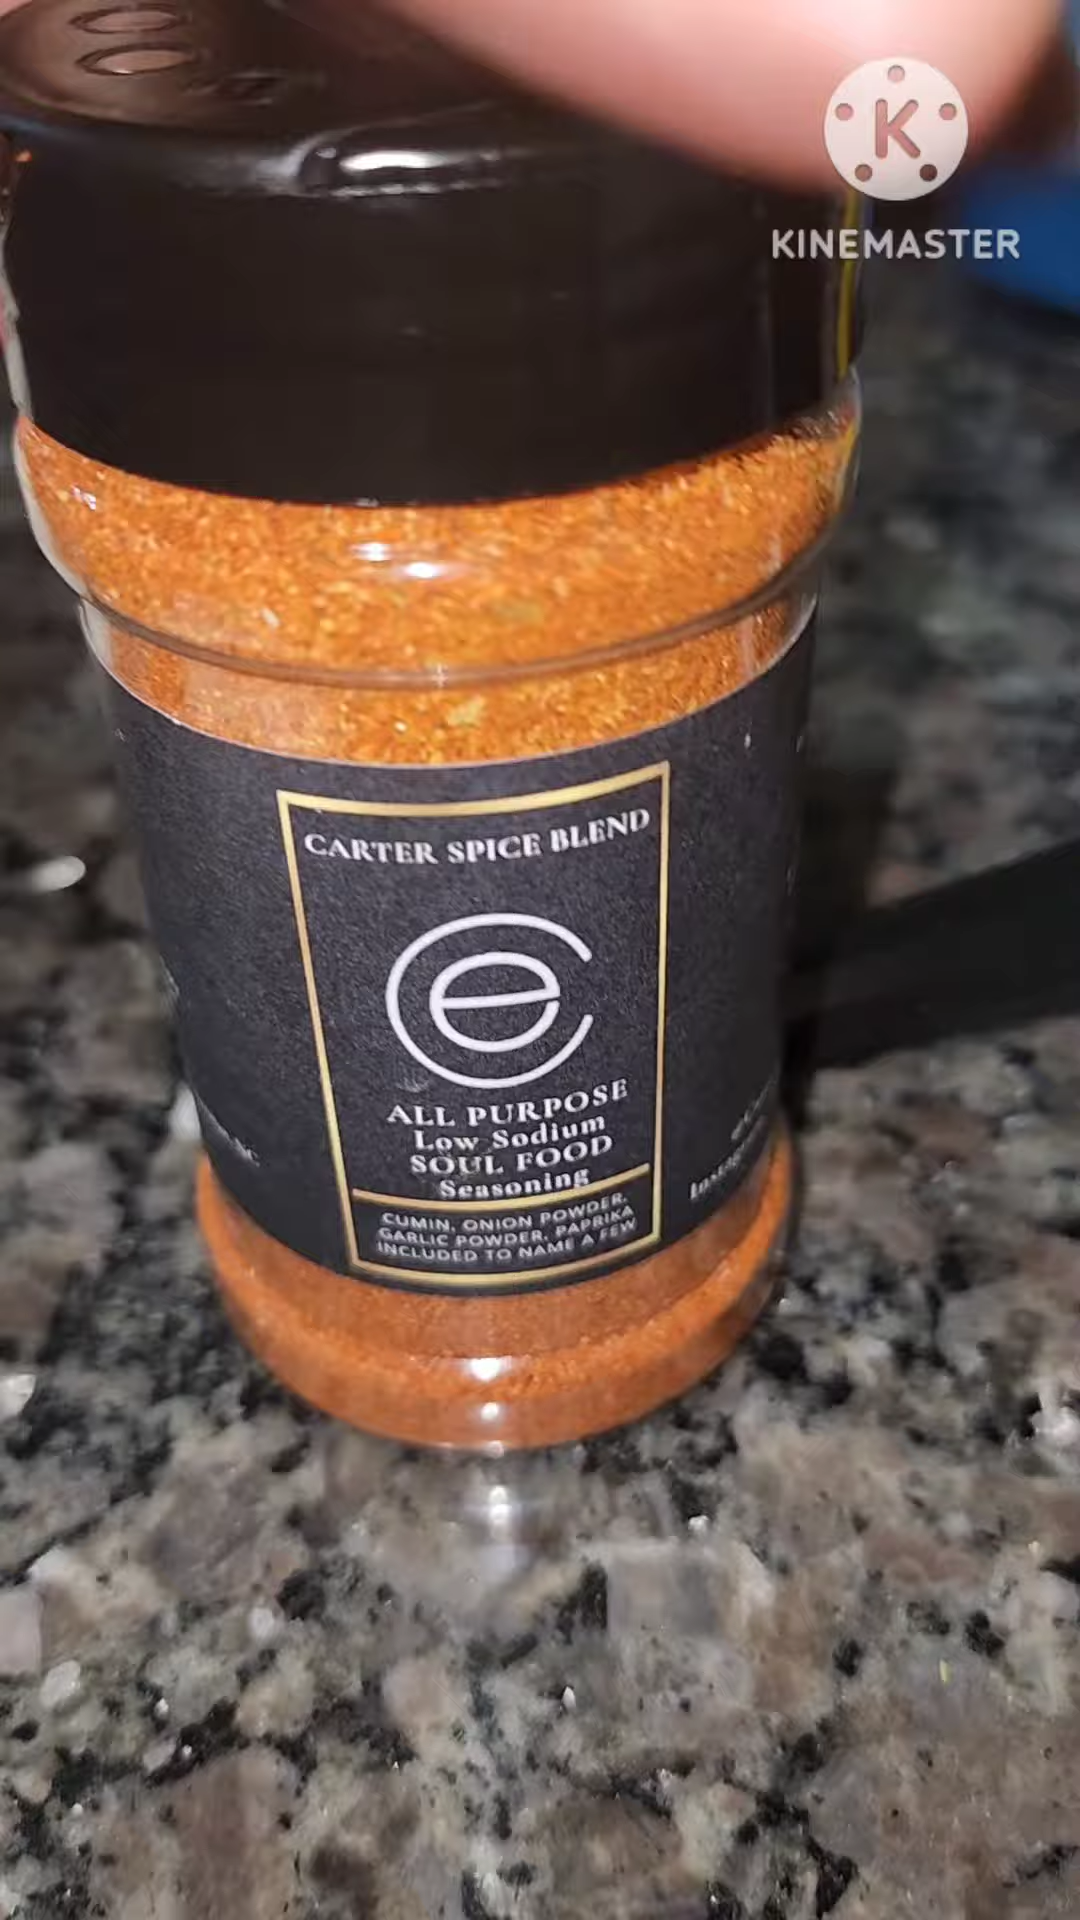 K
KINEMASTER
CARTER SPICE BLEND
ce
ALL PURPOSE
Low Sodium
SOUL FOOD
Seasoning
CUMIN, ONION POWDER,
GARLIC POWDER, PAPRIKA
INCLUDED TO NAME A FEW